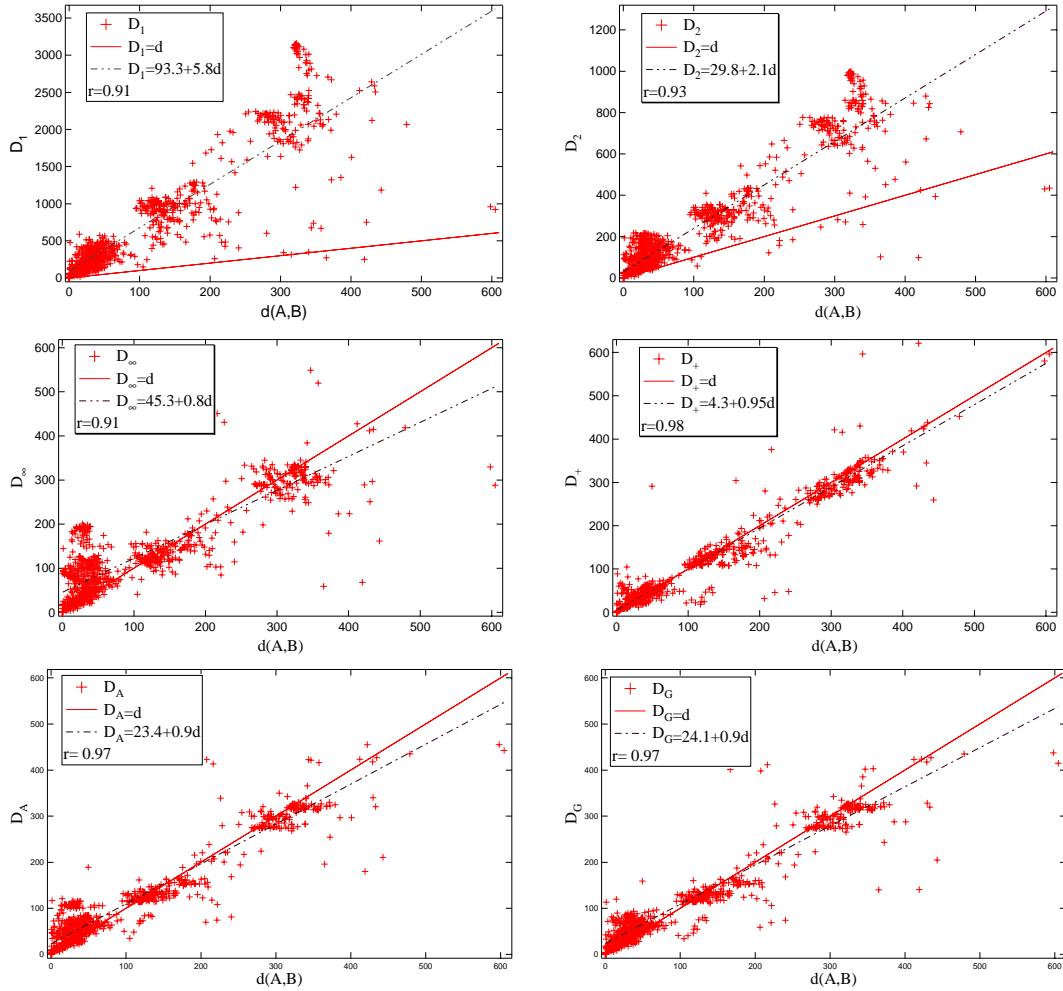 3500
3000
2500
2000
1500
1000
500
0
D1
D1
D1=d
D1=93.3+5.8d
r=0.91
0 100 200 300 400 500 600
d(A,B)
1200
1000
800
600
400
200
0
D2
D2
D2=d
D2=29.8+2.1d
r=0.93
0 100 200 300 400 500 600
d(A,B)
600
500
400
300
200
100
0
D∞
D∞
D∞=d
D∞=45.3+0.8d
r=0.91
0 100 200 300 400 500 600
d(A,B)
600
500
400
300
200
100
0
D+
D+
D+=d
D+=4.3+0.95d
r=0.98
0 100 200 300 400 500 600
d(A,B)
600
500
400
300
200
100
0
DA
DA
DA=d
DA=23.4+0.9d
r= 0.97
0 100 200 300 400 500 600
d(A,B)
600
500
400
300
200
100
0
DG
DG
DG=d
DG=24.1+0.9d
r= 0.97
0 100 200 300 400 500 600
d(A,B)